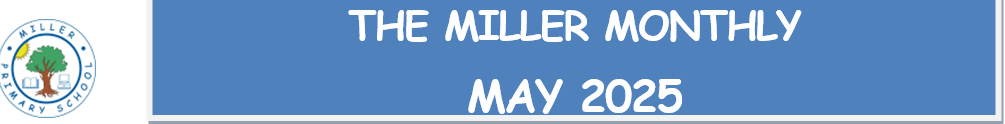 MILLER
PRIMARY SCHOOL
THE MILLER MONTHLY
MAY 2025